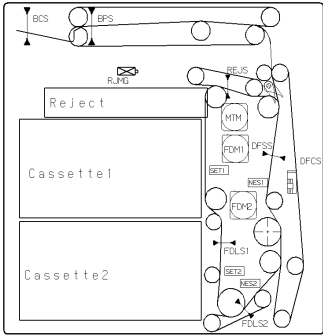 BCS
BPS
RJMG
REJS
Reject
MTM
FDM1
DFSS
DFCS
SET1
NES1
Cassette1
FDM2
FDLS1
SET2
NES2
Cassette2
FDLS2